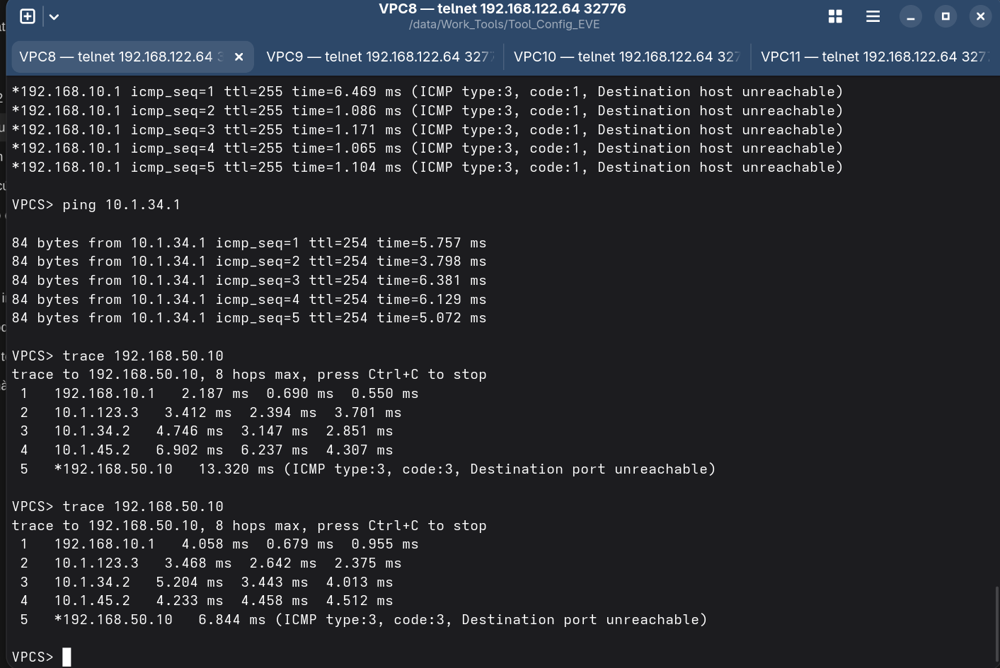 VPC8 — telnet 192.168.122.64 32776
/data/Work_Tools/Tool_Config_EVE
VPC8 — telnet 192.168.122.64
VPC9 — telnet 192.168.122.64 327
VPC10 — telnet 192.168.122.64 327
VPC11 — telnet 192.168.122.64 327
*192.168.10.1 icmp_seq=1 ttl=255 time=6.469 ms (ICMP type:3, code:1, Destination host unreachable)
*192.168.10.1 icmp_seq=2 ttl=255 time=1.086 ms (ICMP type:3, code:1, Destination host unreachable)
*192.168.10.1 icmp_seq=3 ttl=255 time=1.171 ms (ICMP type:3, code:1, Destination host unreachable)
*192.168.10.1 icmp_seq=4 ttl=255 time=1.065 ms (ICMP type:3, code:1, Destination host unreachable)
*192.168.10.1 icmp_seq=5 ttl=255 time=1.104 ms (ICMP type:3, code:1, Destination host unreachable)
VPCS> ping 10.1.34.1
84 bytes from 10.1.34.1 icmp_seq=1 ttl=254 time=5.757 ms
84 bytes from 10.1.34.1 icmp_seq=2 ttl=254 time=3.798 ms
84 bytes from 10.1.34.1 icmp_seq=3 ttl=254 time=6.381 ms
84 bytes from 10.1.34.1 icmp_seq=4 ttl=254 time=6.129 ms
84 bytes from 10.1.34.1 icmp_seq=5 ttl=254 time=5.072 ms
VPCS> trace 192.168.50.10
trace to 192.168.50.10, 8 hops max, press Ctrl+C to stop
1 192.168.10.1 2.187 ms 0.690 ms 0.550 ms
2 10.1.123.3 3.412 ms 2.394 ms 3.701 ms
3 10.1.34.2 4.746 ms 3.147 ms 2.851 ms
4 10.1.45.2 6.902 ms 6.237 ms 4.307 ms
5 *192.168.50.10 13.320 ms (ICMP type:3, code:3, Destination port unreachable)
VPCS> trace 192.168.50.10
trace to 192.168.50.10, 8 hops max, press Ctrl+C to stop
1 192.168.10.1 4.058 ms 0.679 ms 0.955 ms
2 10.1.123.3 3.468 ms 2.642 ms 2.375 ms
3 10.1.34.2 5.204 ms 3.443 ms 4.013 ms
4 10.1.45.2 4.233 ms 4.458 ms 4.512 ms
5 *192.168.50.10 6.844 ms (ICMP type:3, code:3, Destination port unreachable)
VPCS>